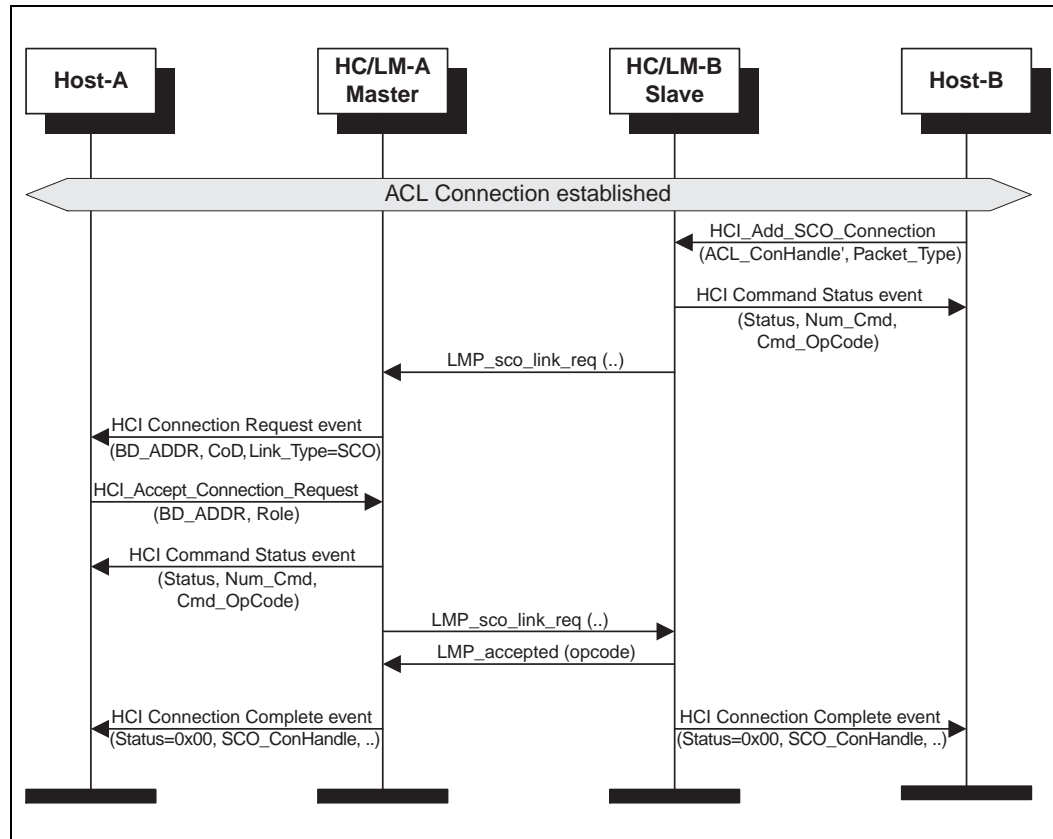 Host-A
HC/LM-A
Master
HC/LM-B
Slave
Host-B
ACL Connection established
HCI_Add_SCO_Connection
(ACL_ConHandle', Packet_Type)
HCI Command Status event
(Status, Num_Cmd,
Cmd_OpCode)
LMP_sco_link_req (..)
HCI Connection Request event
(BD_ADDR, CoD, Link_Type=SCO)
HCI_Accept_Connection_Request
(BD_ADDR, Role)
HCI Command Status event
(Status, Num_Cmd,
Cmd_OpCode)
LMP_sco_link_req (..)
LMP_accepted (opcode)
HCI Connection Complete event
(Status=0x00, SCO_ConHandle, ..)
HCI Connection Complete event
(Status=0x00, SCO_ConHandle, ..)